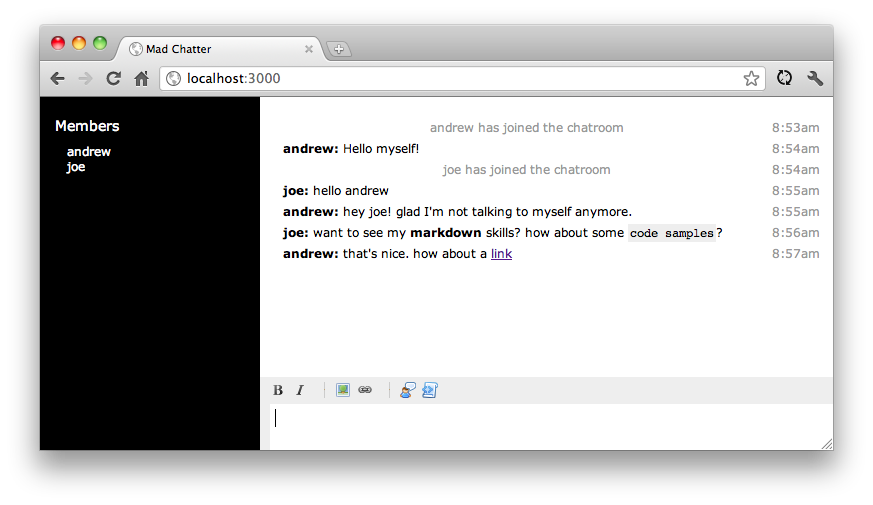 Mad Chatter
localhost:3000
Members
andrew
joe
andrew has joined the chatroom 8:53am
andrew: Hello myself! 8:54am
joe has joined the chatroom 8:54am
joe: hello andrew 8:55am
andrew: hey joe! glad I'm not talking to myself anymore. 8:55am
joe: want to see my markdown skills? how about some code samples? 8:56am
andrew: that's nice. how about a link 8:57am
B I